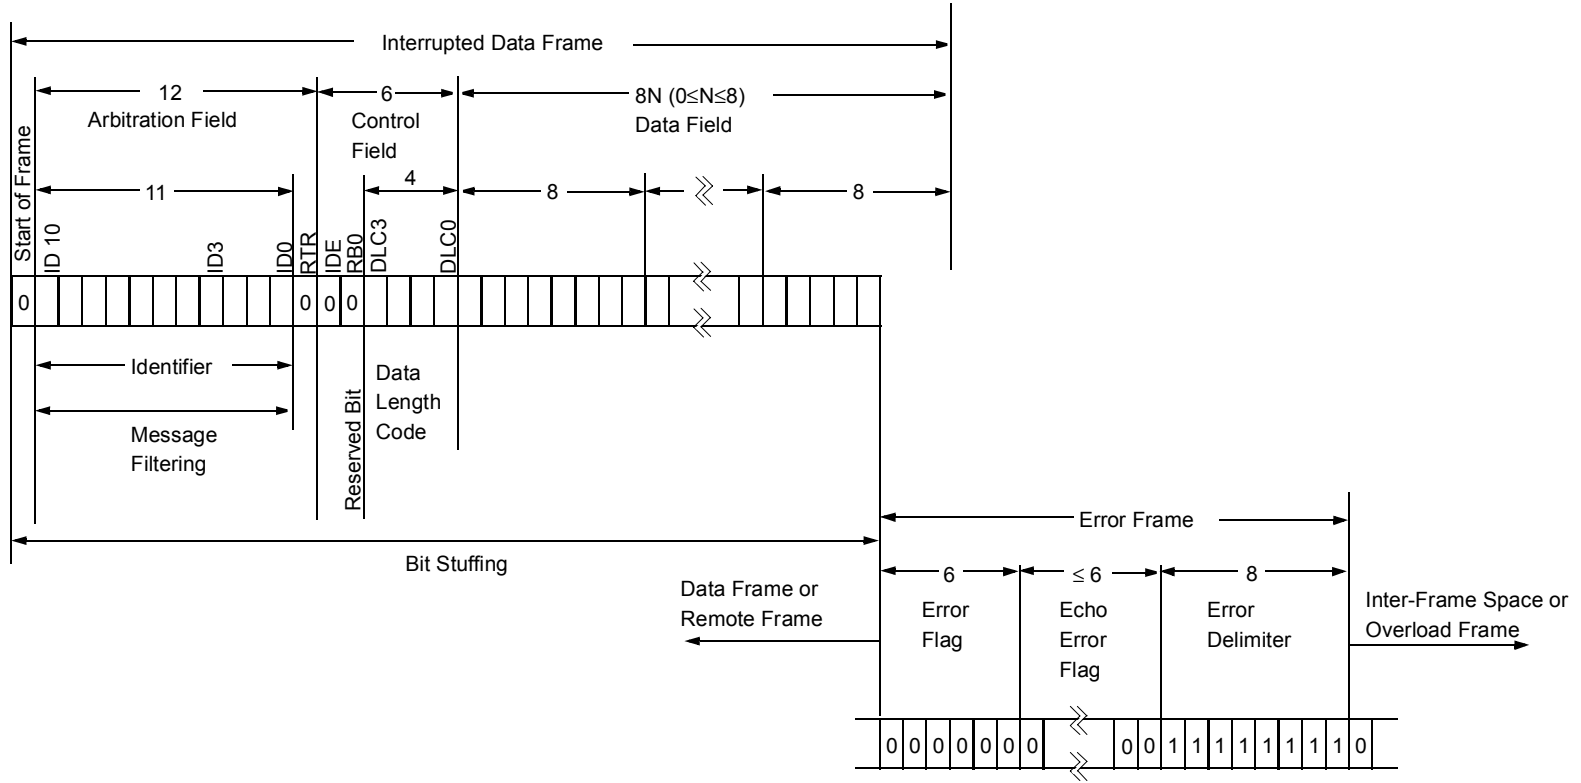 Interrupted Data Frame
12
Arbitration Field
6
Control
Field
8N (0≤N≤8)
Data Field
Start of Frame
11
4
8
8
ID 10
ID3
ID0
RTR
IDE
RB0
DLC3
DLC0
0
0
0
0
Identifier
Message
Filtering
Reserved Bit
Data
Length
Code
Bit Stuffing
Error Frame
Data Frame or
Remote Frame
6
Error
Flag
≤ 6
Echo
Error
Flag
8
Error
Delimiter
Inter-Frame Space or
Overload Frame
0 0 0 0 0 0 0 0 0 1 1 1 1 1 1 1 1 0